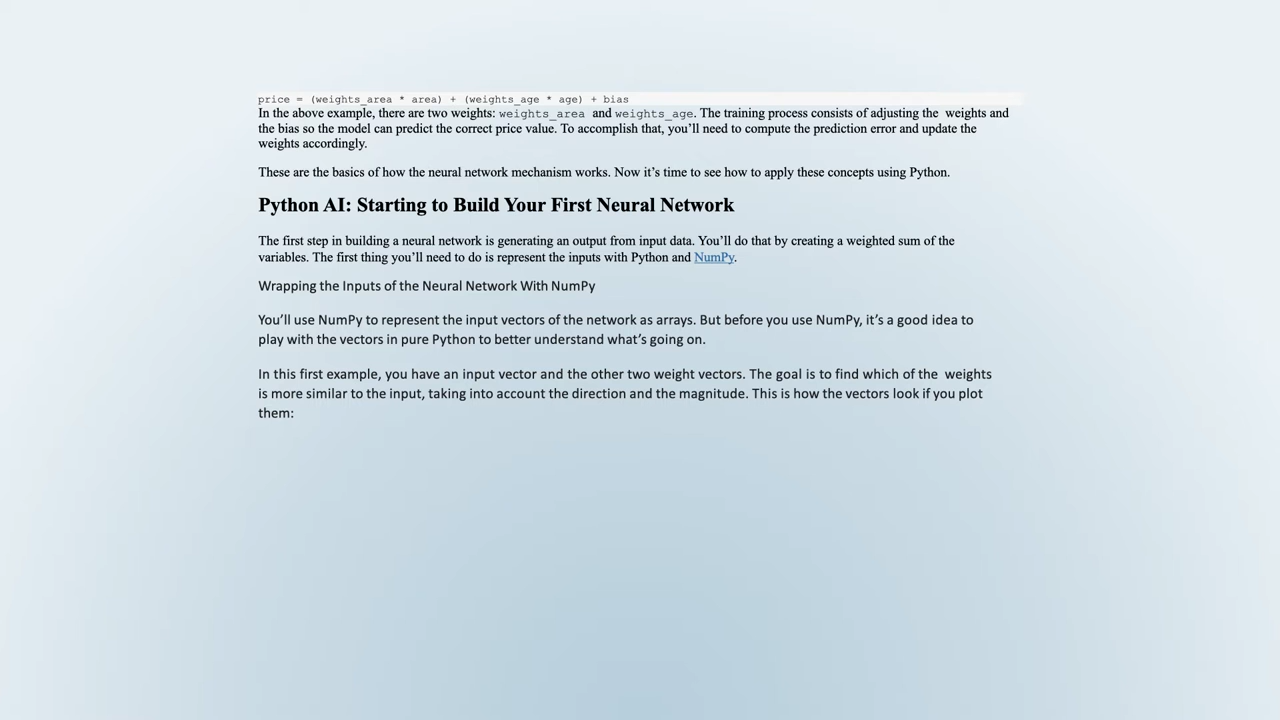 price = (weights_area * area) + (weights_age * age) + bias
In the above example, there are two weights: weights_area and weights_age. The training process consists of adjusting the weights and
the bias so the model can predict the correct price value. To accomplish that, you’ll need to compute the prediction error and update the
weights accordingly.
These are the basics of how the neural network mechanism works. Now it’s time to see how to apply these concepts using Python.
Python AI: Starting to Build Your First Neural Network
The first step in building a neural network is generating an output from input data. You’ll do that by creating a weighted sum of the
variables. The first thing you’ll need to do is represent the inputs with Python and NumPy.
Wrapping the Inputs of the Neural Network With NumPy
You’ll use NumPy to represent the input vectors of the network as arrays. But before you use NumPy, it’s a good idea to
play with the vectors in pure Python to better understand what’s going on.
In this first example, you have an input vector and the other two weight vectors. The goal is to find which of the weights
is more similar to the input, taking into account the direction and the magnitude. This is how the vectors look if you plot
them: